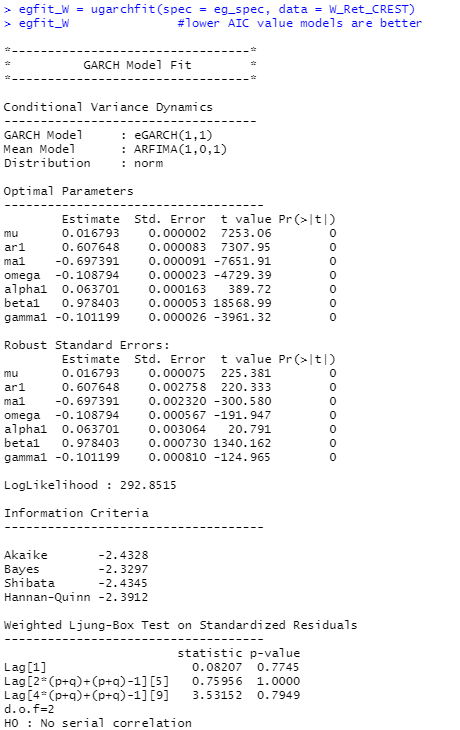 > egfit_W = ugarchfit(spec = eg_spec, data = W_Ret_CREST)
> egfit_W               #lower AIC value models are better

*---------------------------------*
*          GARCH Model Fit        *
*---------------------------------*

Conditional Variance Dynamics
-----------------------------------
GARCH Model     : eGARCH(1,1)
Mean Model      : ARFIMA(1,0,1)
Distribution    : norm

Optimal Parameters
------------------------------------
        Estimate  Std. Error  t value Pr(>|t|)
mu      0.016793    0.000002  7253.06        0
ar1     0.607648    0.000083  7307.95        0
ma1    -0.697391    0.000091 -7651.91        0
omega  -0.108794    0.000023 -4729.39        0
alpha1  0.063701    0.000163   389.72        0
beta1   0.978403    0.000053 18568.99        0
gamma1 -0.101199    0.000026 -3961.32        0

Robust Standard Errors:
        Estimate  Std. Error  t value Pr(>|t|)
mu      0.016793    0.000075  225.381        0
ar1     0.607648    0.002758  220.333        0
ma1    -0.697391    0.002320 -300.580        0
omega  -0.108794    0.000567 -191.947        0
alpha1  0.063701    0.003064   20.791        0
beta1   0.978403    0.000730 1340.162        0
gamma1 -0.101199    0.000810 -124.965        0

LogLikelihood : 292.8515

Information Criteria
------------------------------------

Akaike       -2.4328
Bayes        -2.3297
Shibata      -2.4345
Hannan-Quinn -2.3912

Weighted Ljung-Box Test on Standardized Residuals
------------------------------------
                        statistic p-value
Lag[1]                    0.08207  0.7745
Lag[2*(p+q)+(p+q)-1][5]   0.75956  1.0000
Lag[4*(p+q)+(p+q)-1][9]   3.53152  0.7949
d.o.f=2
H0 : No serial correlation